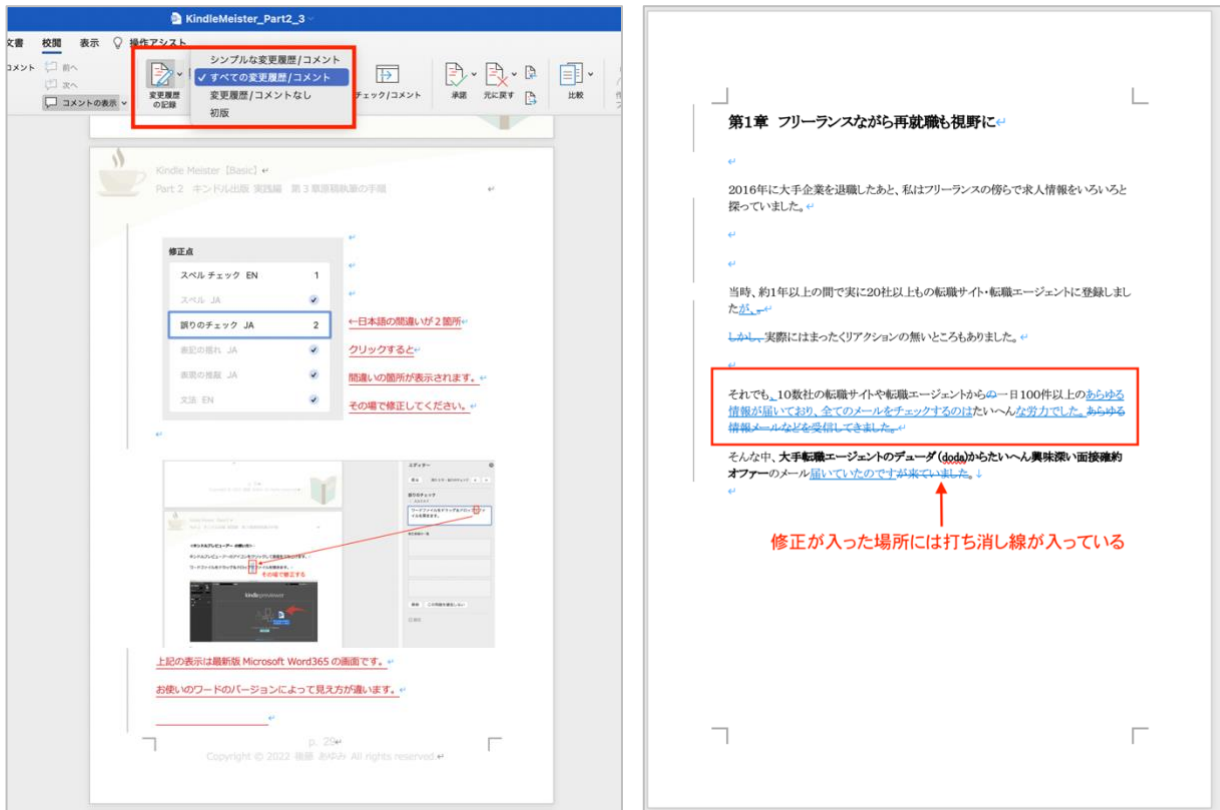 KindleMeister_Part2_3
文書 校閲 表示 操作アシスト
コメント 前へ
次へ
コメントの表示
変更履歴
の記録
シンプルな変更履歴/コメント
✓ すべての変更履歴/コメント
変更履歴/コメントなし
初版
チェック/コメント
承諾 元に戻す
比較
Kindle Meister【Basic】
Part 2 キンドル出版 実践編 第3章原稿執筆の手順
修正点
スペル チェック EN 1
スペル JA
誤りのチェック JA 2
表記の揺れ JA
表現の推敲 JA
文法 EN
←日本語の間違いが2箇所
クリックすると
間違いの箇所が表示されます。
その場で修正してください。
その場で修正する
上記の表示は最新版 Microsoft Word365 の画面です。
お使いのワードのバージョンによって見え方が違います。
p. 29
Copyright © 2022 後藤 あゆみ All rights reserved.
第1章 フリーランスながら再就職も視野に
2016年に大手企業を退職したあと、私はフリーランスの傍らで求人情報をいろいろと
探っていました。
当時、約1年以上の間で実に20社以上もの転職サイト・転職エージェントに登録しまし
たが、。
しかし、実際にはまったくリアクションの無いところもありました。
それでも、10数社の転職サイトや転職エージェントからの一日100件以上のあらゆる
情報が届いており、全てのメールをチェックするのはたいへんな労力でした。あらゆる
情報メールなどを受信してきました。
そんな中、大手転職エージェントのデューダ(doda)からたいへん興味深い面接確約
オファーのメール届いていたのですが来ていました。
修正が入った場所には打ち消し線が入っている